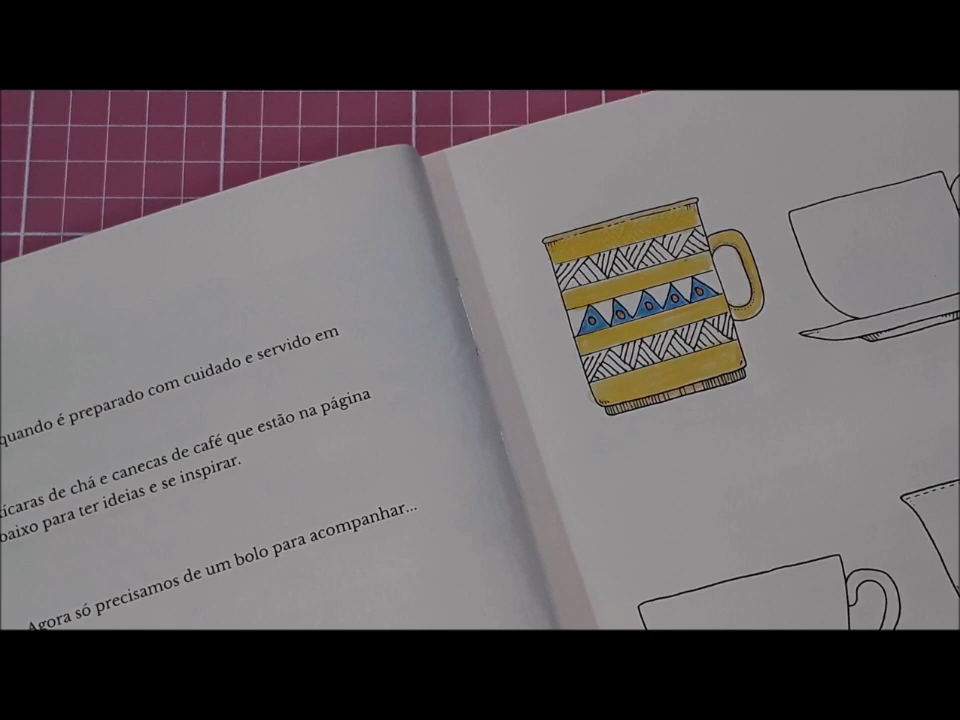 quando é preparado com cuidado e servido em
xícaras de chá e canecas de café que estão na página
baixo para ter ideias e se inspirar.
Agora só precisamos de um bolo para acompanhar...